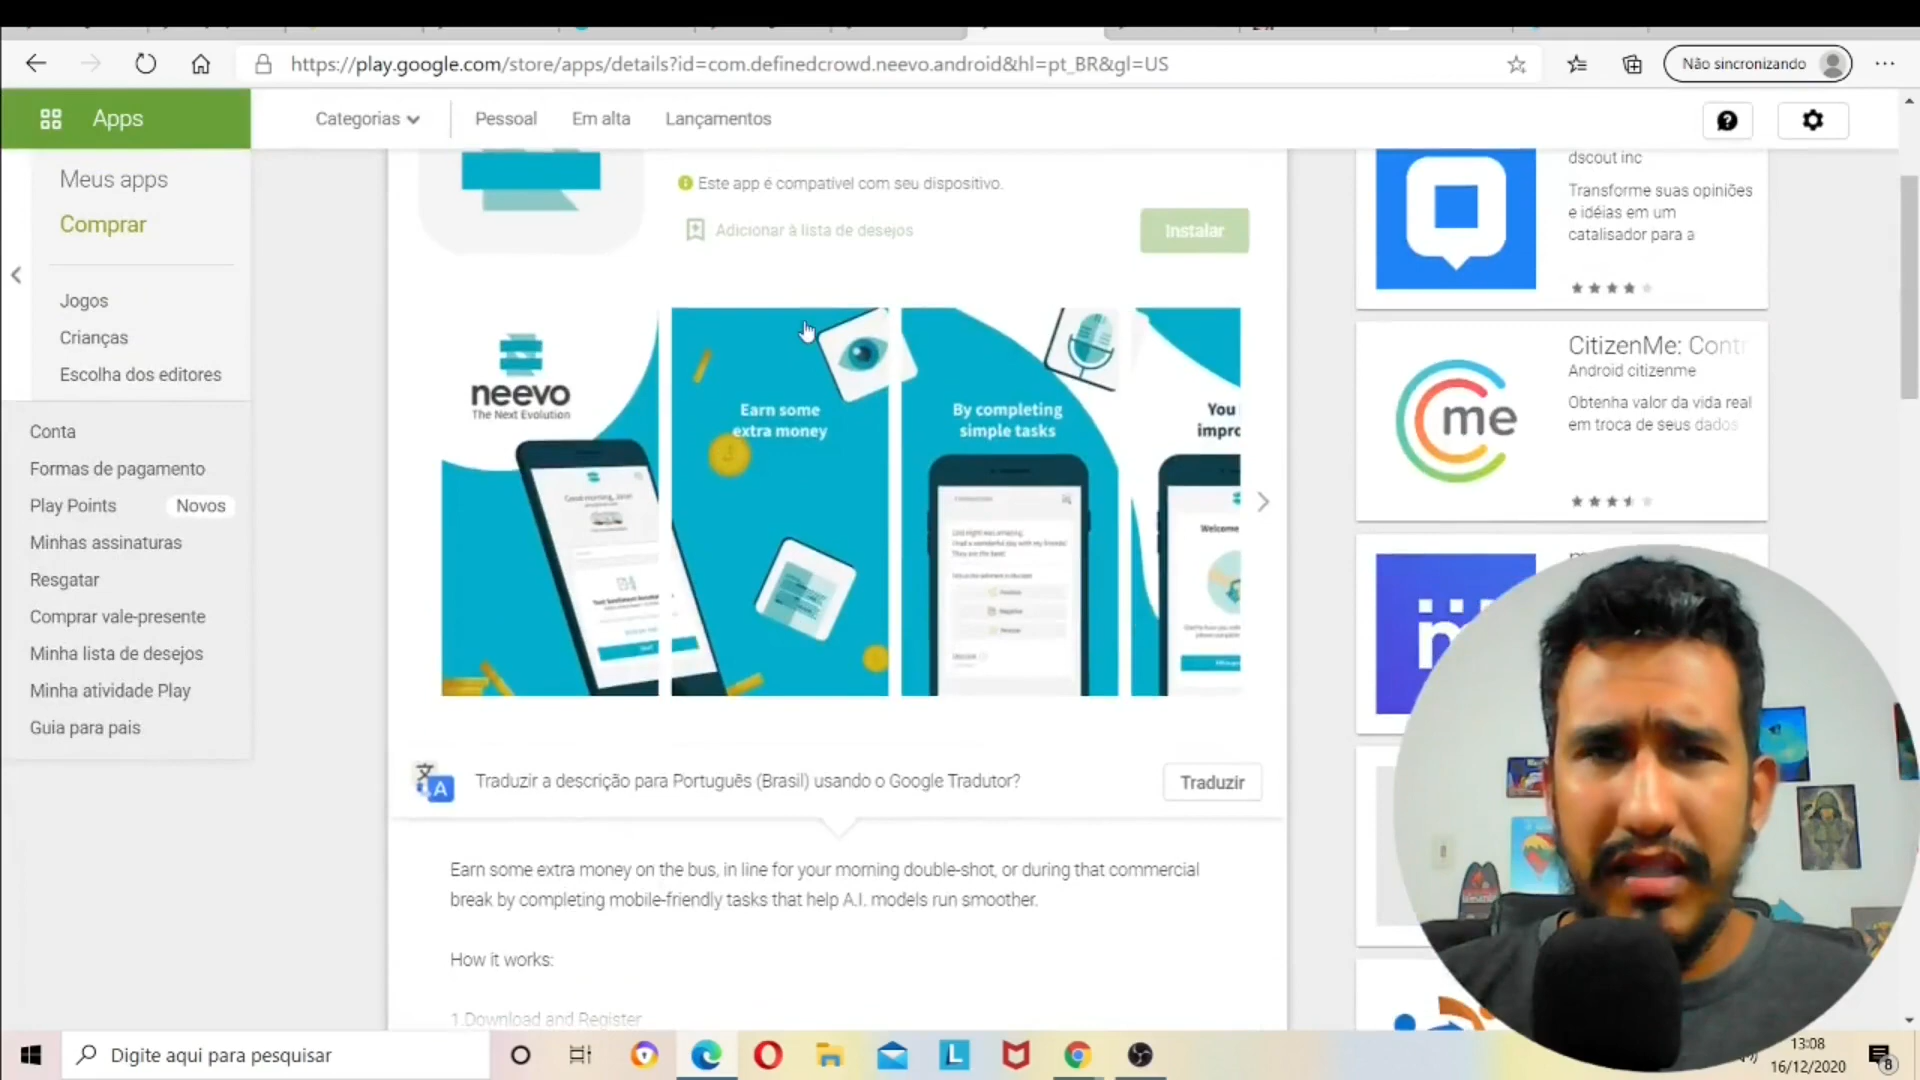 https://play.google.com/store/apps/details?id=com.definedcrowd.neevo.android&hl=pt_BR&gl=US
Não sincronizando
Apps
Categorias
Pessoal
Em alta
Lançamentos
Meus apps
Comprar
Jogos
Crianças
Escolha dos editores
Conta
Formas de pagamento
Play Points
Novos
Minhas assinaturas
Resgatar
Comprar vale-presente
Minha lista de desejos
Minha atividade Play
Guia para pais
Este app é compatível com seu dispositivo.
Adicionar à lista de desejos
Instalar
neevo
The Next Evolution
Good morning, Jane!
Earn some
extra money
By completing
simple tasks
You
impro
Welcome
Traduzir a descrição para Português (Brasil) usando o Google Tradutor?
Traduzir
Earn some extra money on the bus, in line for your morning double-shot, or during that commercial
break by completing mobile-friendly tasks that help A.I. models run smoother.
How it works:
1.Download and Register
dscout inc
Transforme suas opiniões
e idéias em um
catalisador para a
CitizenMe: Contr
Android citizenme
Obtenha valor da vida real
em troca de seus dados
me
Digite aqui para pesquisar
L
13:08
16/12/2020
8